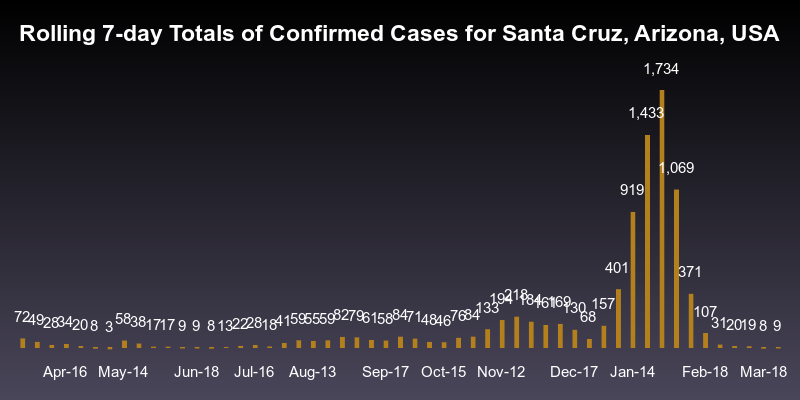 Rolling 7-day Totals of Confirmed Cases for Santa Cruz, Arizona, USA
1,734
1,433
1,069
919
401
371
72 49 28 34 20 8 3 58 38 17 17 9 9 8 13 22 28 18 41 59 55 59 82 79 61 58 84 71 48 46 76 84 133 194 218 184 161 169 130 68 157 107 31 20 19 8 9
Apr-16 May-14 Jun-18 Jul-16 Aug-13 Sep-17 Oct-15 Nov-12 Dec-17 Jan-14 Feb-18 Mar-18